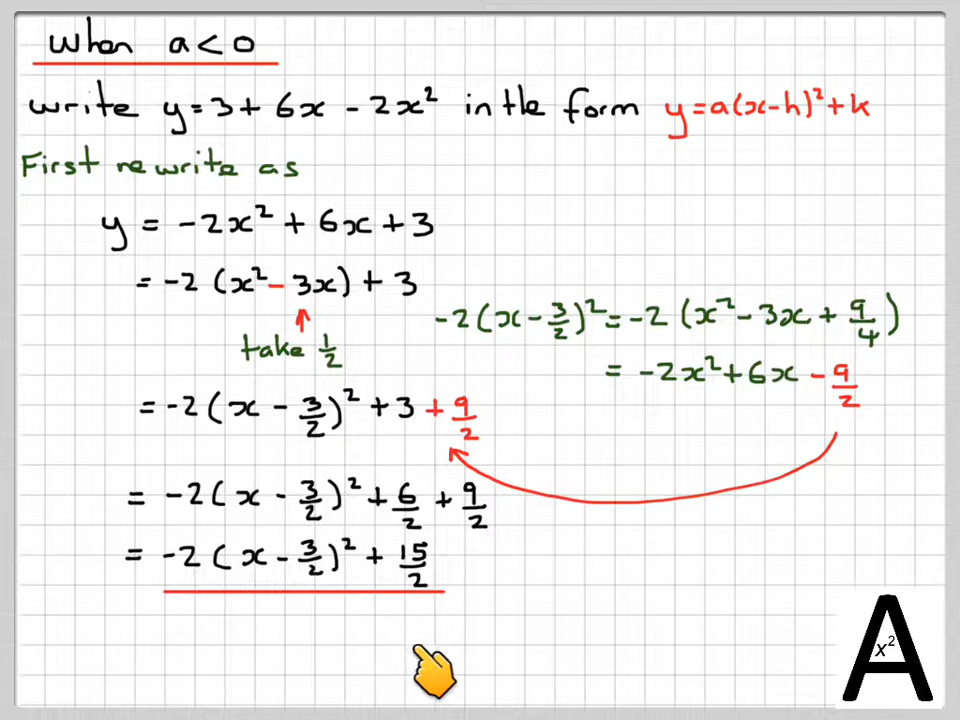 When a < 0
write y = 3 + 6x - 2x² in the form y = a(x-h)² + k
First rewrite as
y = -2x² + 6x + 3
= -2 (x² - 3x) + 3
take 1/2
-2(x - 3/2)² = -2 (x² - 3x + 9/4)
= -2x² + 6x - 9/2
= -2(x - 3/2)² + 3 + 9/2
= -2(x - 3/2)² + 6/2 + 9/2
= -2(x - 3/2)² + 15/2
A x²